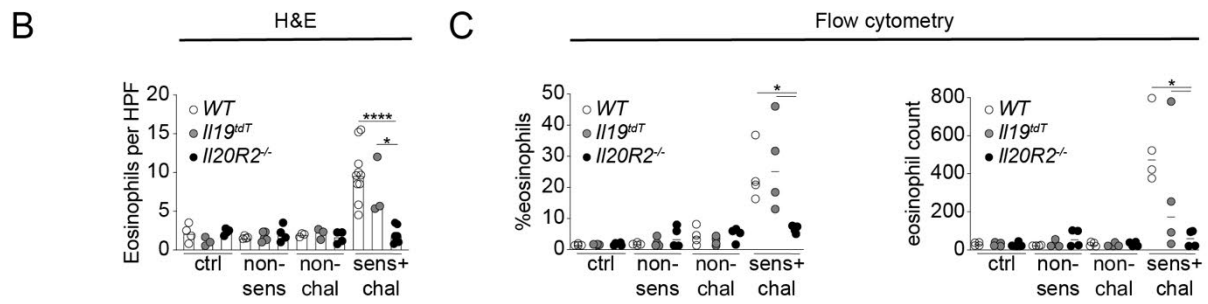 B
H&E
C
Flow cytometry
Eosinophils per HPF
20
15
10
5
0
WT
Il19tdT
Il20R2-/-
****
*
ctrl
non-
sens
non-
chal
sens+
chal
%eosinophils
50
40
30
20
10
0
WT
Il19tdT
Il20R2-/-
*
ctrl
non-
sens
non-
chal
sens+
chal
eosinophil count
800
600
400
200
0
WT
Il19tdT
Il20R2-/-
*
ctrl
non-
sens
non-
chal
sens+
chal